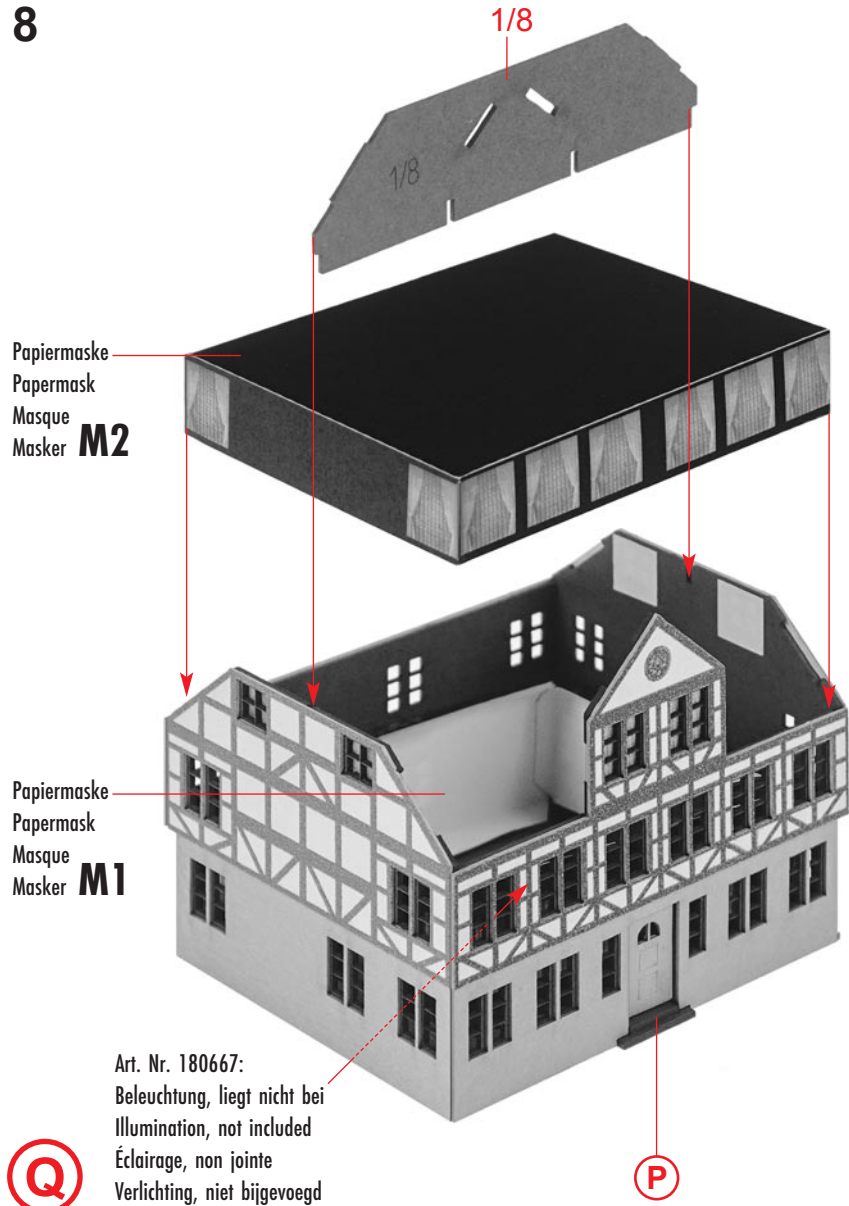 8
1/8
1/8
Papiermaske
Papermask
Masque
Masker M2
Papiermaske
Papermask
Masque
Masker M1
Art. Nr. 180667:
Beleuchtung, liegt nicht bei
Illumination, not included
Éclairage, non jointe
Verlichting, niet bijgevoegd
Q
P